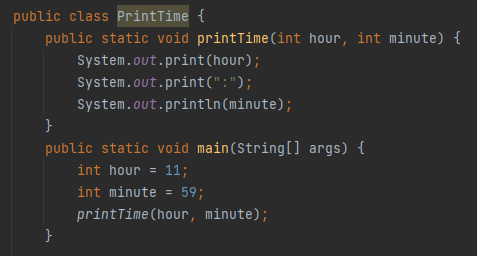 public class PrintTime {
    public static void printTime(int hour, int minute) {
        System.out.print(hour);
        System.out.print(":");
        System.out.println(minute);
    }
    public static void main(String[] args) {
        int hour = 11;
        int minute = 59;
        printTime(hour, minute);
    }